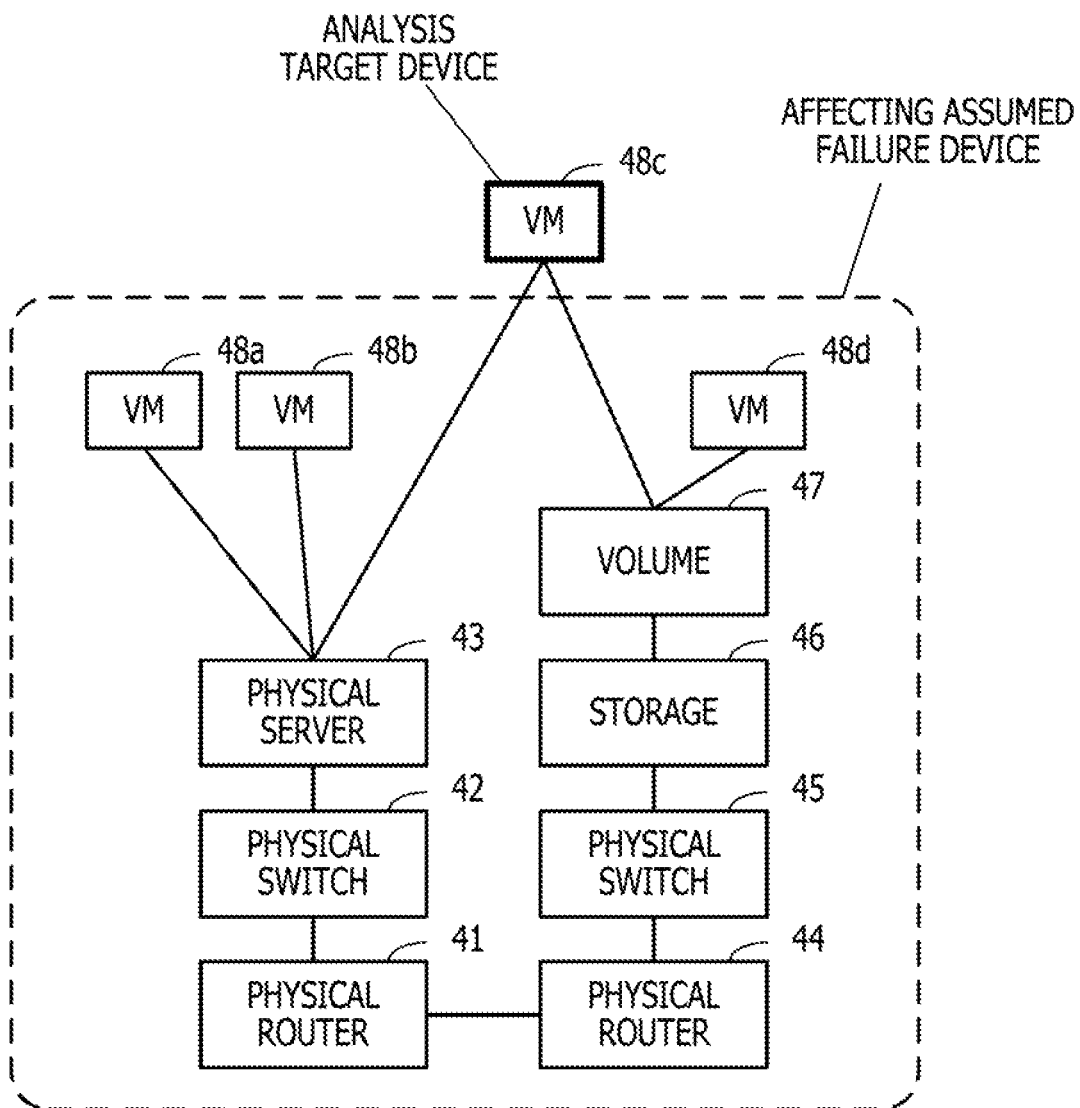 ANALYSIS
TARGET DEVICE
AFFECTING ASSUMED
FAILURE DEVICE
48c
VM
48a
48b
48d
VM
VM
VM
47
VOLUME
43
46
PHYSICAL
SERVER
STORAGE
42
45
PHYSICAL
SWITCH
PHYSICAL
SWITCH
41
44
PHYSICAL
ROUTER
PHYSICAL
ROUTER